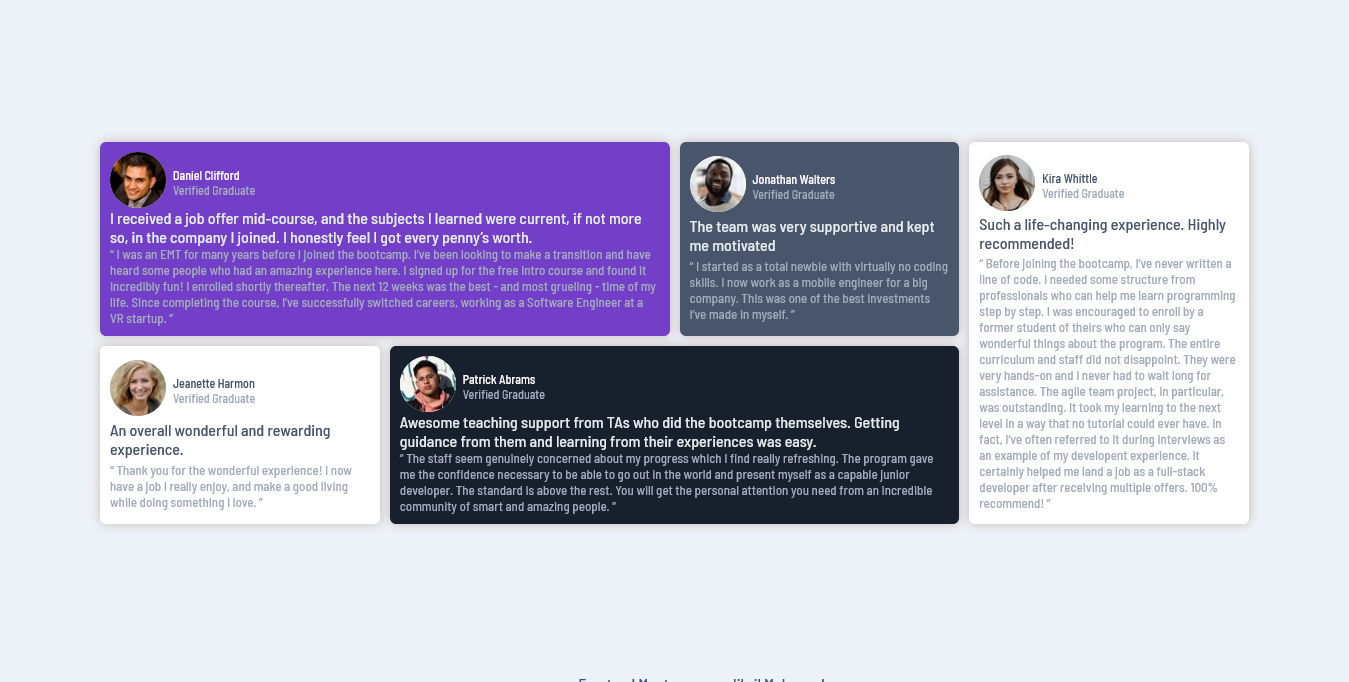 Daniel Clifford
Verified Graduate
I received a job offer mid-course, and the subjects I learned were current, if not more
so, in the company I joined. I honestly feel I got every penny’s worth.
“ I was an EMT for many years before I joined the bootcamp. I’ve been looking to make a transition and have
heard some people who had an amazing experience here. I signed up for the free intro course and found it
incredibly fun! I enrolled shortly thereafter. The next 12 weeks was the best - and most grueling - time of my
life. Since completing the course, I’ve successfully switched careers, working as a Software Engineer at a
VR startup. ”
Jonathan Walters
Verified Graduate
The team was very supportive and kept
me motivated
“ I started as a total newbie with virtually no coding
skills. I now work as a mobile engineer for a big
company. This was one of the best investments
I’ve made in myself. ”
Kira Whittle
Verified Graduate
Such a life-changing experience. Highly
recommended!
“ Before joining the bootcamp, I’ve never written a
line of code. I needed some structure from
professionals who can help me learn programming
step by step. I was encouraged to enroll by a
former student of theirs who can only say
wonderful things about the program. The entire
curriculum and staff did not disappoint. They were
very hands-on and I never had to wait long for
assistance. The agile team project, in particular,
was outstanding. It took my learning to the next
level in a way that no tutorial could ever have. In
fact, I’ve often referred to it during interviews as
an example of my developent experience. It
certainly helped me land a job as a full-stack
developer after receiving multiple offers. 100%
recommend! ”
Jeanette Harmon
Verified Graduate
An overall wonderful and rewarding
experience.
“ Thank you for the wonderful experience! I now
have a job I really enjoy, and make a good living
while doing something I love. ”
Patrick Abrams
Verified Graduate
Awesome teaching support from TAs who did the bootcamp themselves. Getting
guidance from them and learning from their experiences was easy.
“ The staff seem genuinely concerned about my progress which I find really refreshing. The program gave
me the confidence necessary to be able to go out in the world and present myself as a capable junior
developer. The standard is above the rest. You will get the personal attention you need from an incredible
community of smart and amazing people. ”